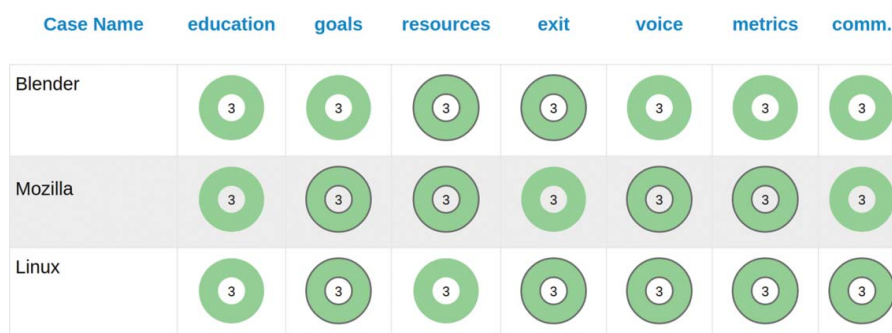 Case Name education goals resources exit voice metrics comm.
Blender 3 3 3 3 3 3 3
Mozilla 3 3 3 3 3 3 3
Linux 3 3 3 3 3 3 3